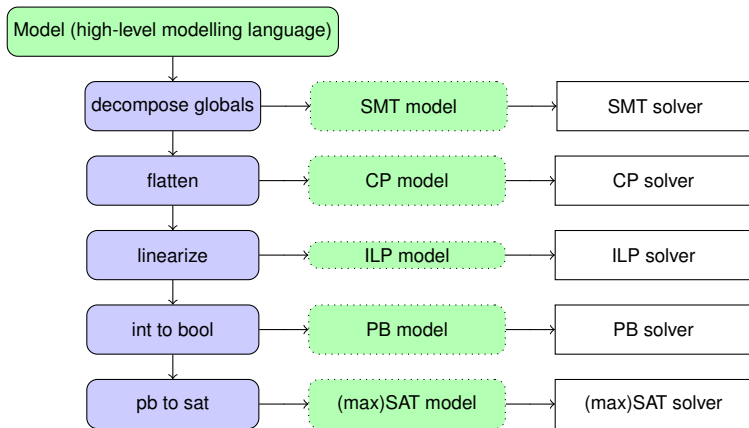 Model (high-level modelling language)
decompose globals
SMT model
SMT solver
flatten
CP model
CP solver
linearize
ILP model
ILP solver
int to bool
PB model
PB solver
pb to sat
(max)SAT model
(max)SAT solver